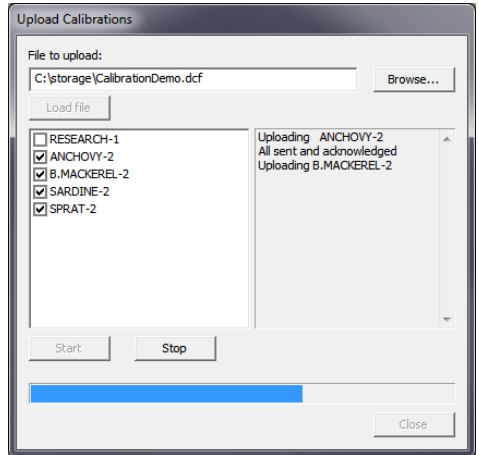 Upload Calibrations
File to upload:
C:\storage\CalibrationDemo.dcf
Browse...
Load file
RESEARCH-1
ANCHOVY-2
B.MACKEREL-2
SARDINE-2
SPRAT-2
Uploading ANCHOVY-2
All sent and acknowledged
Uploading B.MACKEREL-2
Start
Stop
Close